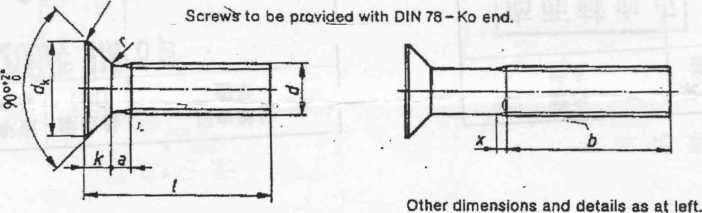 Screws to be provided with DIN 78 – Ko end.
r
90°+2°
0
dk
d
k a
l
x b
Other dimensions and details as at left.